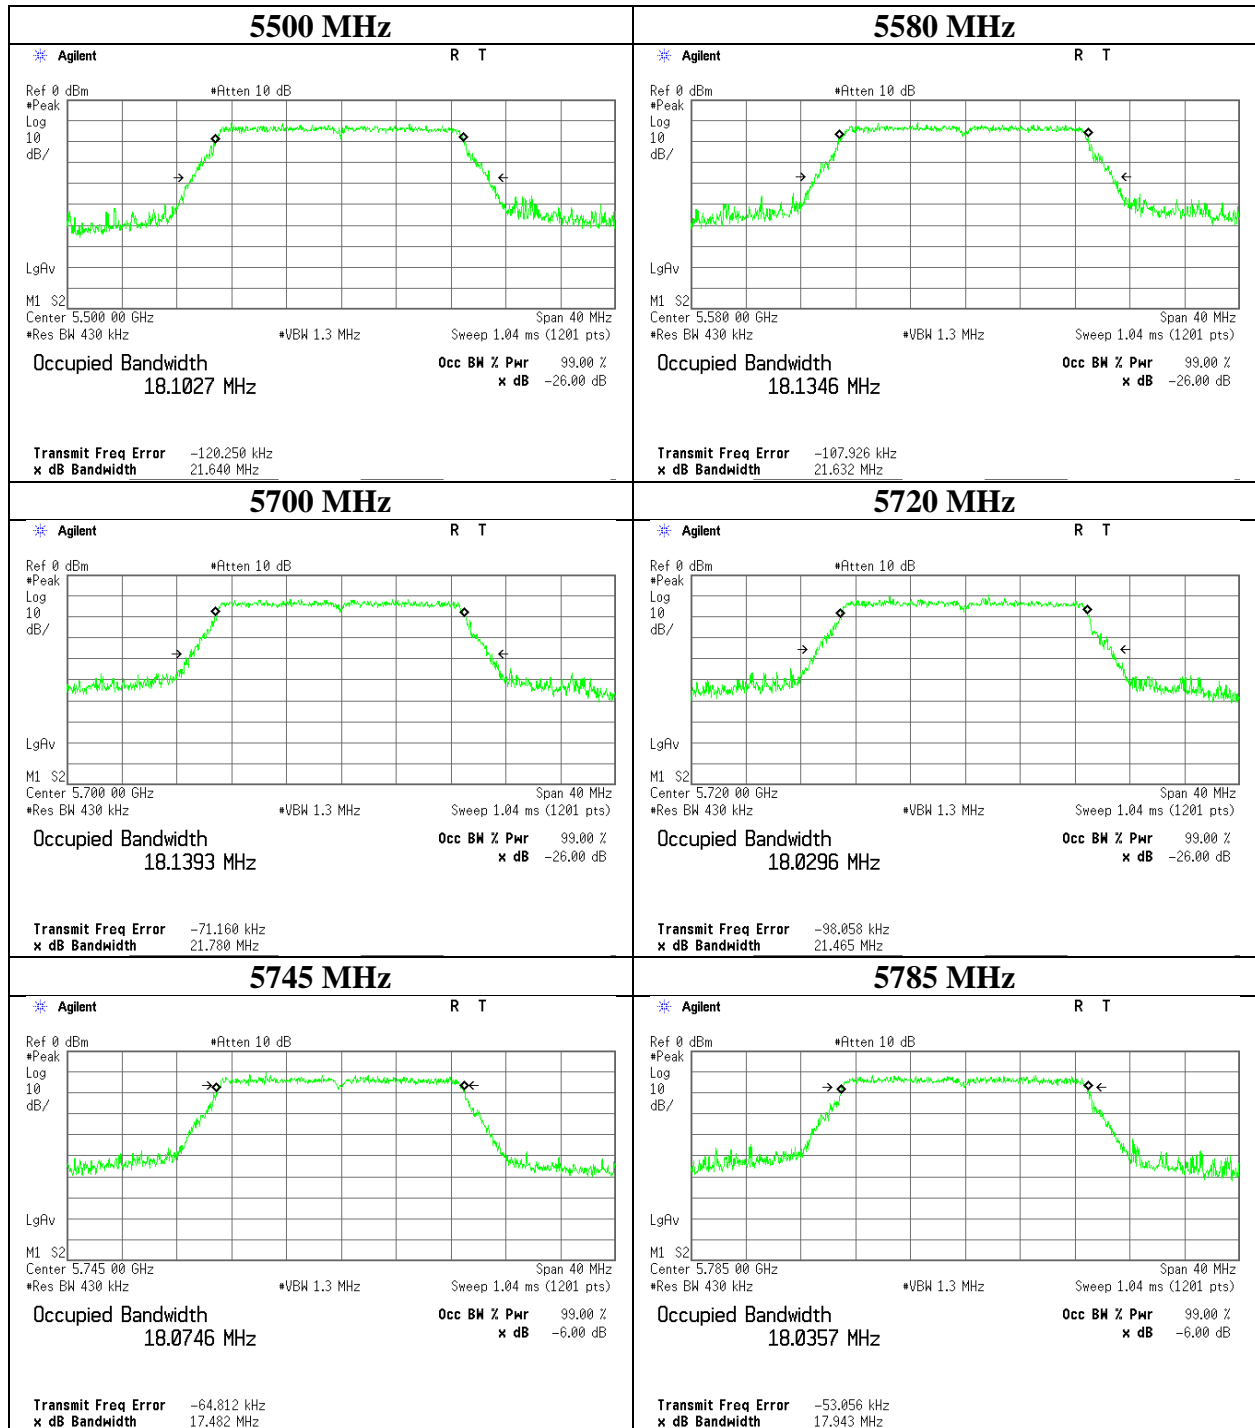 5500 MHz
Agilent
R T
Ref 0 dBm
#Atten 10 dB
#Peak
Log
10
dB/
LgAv
M1 S2
Center 5.500 00 GHz
Span 40 MHz
#Res BW 430 kHz
#VBW 1.3 MHz
Sweep 1.04 ms (1201 pts)
Occupied Bandwidth
18.1027 MHz
Occ BW % Pwr 99.00 %
x dB -26.00 dB
Transmit Freq Error -120.250 kHz
x dB Bandwidth 21.640 MHz
5580 MHz
Agilent
R T
Ref 0 dBm
#Atten 10 dB
#Peak
Log
10
dB/
LgAv
M1 S2
Center 5.580 00 GHz
Span 40 MHz
#Res BW 430 kHz
#VBW 1.3 MHz
Sweep 1.04 ms (1201 pts)
Occupied Bandwidth
18.1346 MHz
Occ BW % Pwr 99.00 %
x dB -26.00 dB
Transmit Freq Error -107.926 kHz
x dB Bandwidth 21.632 MHz
5700 MHz
Agilent
R T
Ref 0 dBm
#Atten 10 dB
#Peak
Log
10
dB/
LgAv
M1 S2
Center 5.700 00 GHz
Span 40 MHz
#Res BW 430 kHz
#VBW 1.3 MHz
Sweep 1.04 ms (1201 pts)
Occupied Bandwidth
18.1393 MHz
Occ BW % Pwr 99.00 %
x dB -26.00 dB
Transmit Freq Error -71.160 kHz
x dB Bandwidth 21.780 MHz
5720 MHz
Agilent
R T
Ref 0 dBm
#Atten 10 dB
#Peak
Log
10
dB/
LgAv
M1 S2
Center 5.720 00 GHz
Span 40 MHz
#Res BW 430 kHz
#VBW 1.3 MHz
Sweep 1.04 ms (1201 pts)
Occupied Bandwidth
18.0296 MHz
Occ BW % Pwr 99.00 %
x dB -26.00 dB
Transmit Freq Error -98.058 kHz
x dB Bandwidth 21.465 MHz
5745 MHz
Agilent
R T
Ref 0 dBm
#Atten 10 dB
#Peak
Log
10
dB/
LgAv
M1 S2
Center 5.745 00 GHz
Span 40 MHz
#Res BW 430 kHz
#VBW 1.3 MHz
Sweep 1.04 ms (1201 pts)
Occupied Bandwidth
18.0746 MHz
Occ BW % Pwr 99.00 %
x dB -6.00 dB
Transmit Freq Error -64.812 kHz
x dB Bandwidth 17.482 MHz
5785 MHz
Agilent
R T
Ref 0 dBm
#Atten 10 dB
#Peak
Log
10
dB/
LgAv
M1 S2
Center 5.785 00 GHz
Span 40 MHz
#Res BW 430 kHz
#VBW 1.3 MHz
Sweep 1.04 ms (1201 pts)
Occupied Bandwidth
18.0357 MHz
Occ BW % Pwr 99.00 %
x dB -6.00 dB
Transmit Freq Error -53.056 kHz
x dB Bandwidth 17.943 MHz